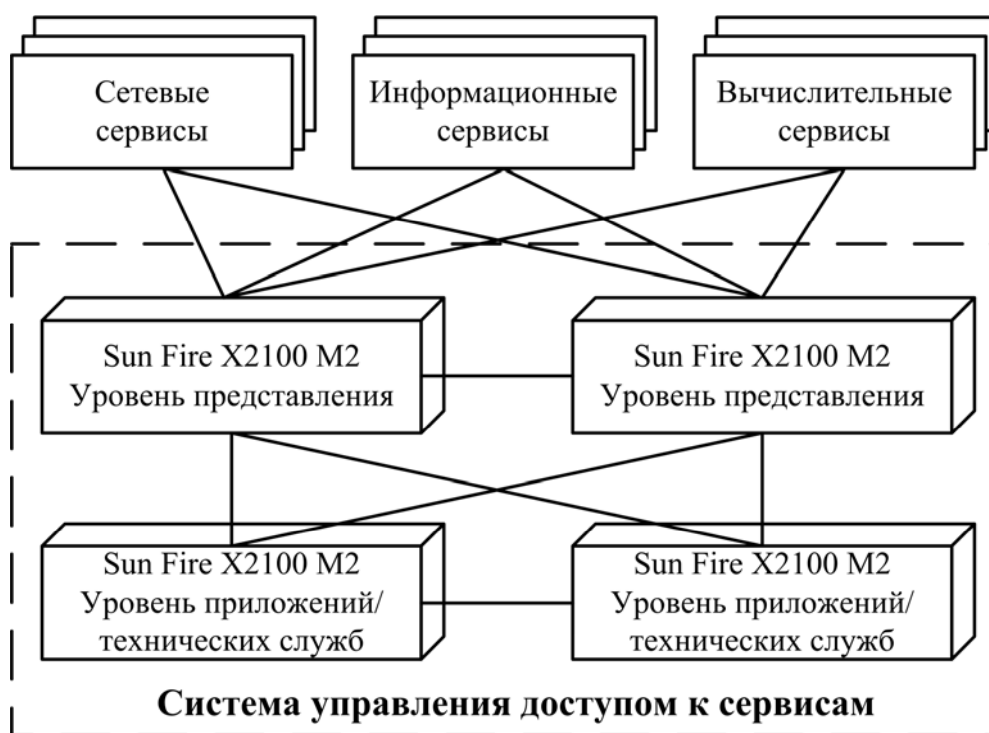 Сетевые
сервисы
Информационные
сервисы
Вычислительные
сервисы
Sun Fire X2100 M2
Уровень представления
Sun Fire X2100 M2
Уровень представления
Sun Fire X2100 M2
Уровень приложений/
технических служб
Sun Fire X2100 M2
Уровень приложений/
технических служб
Система управления доступом к сервисам